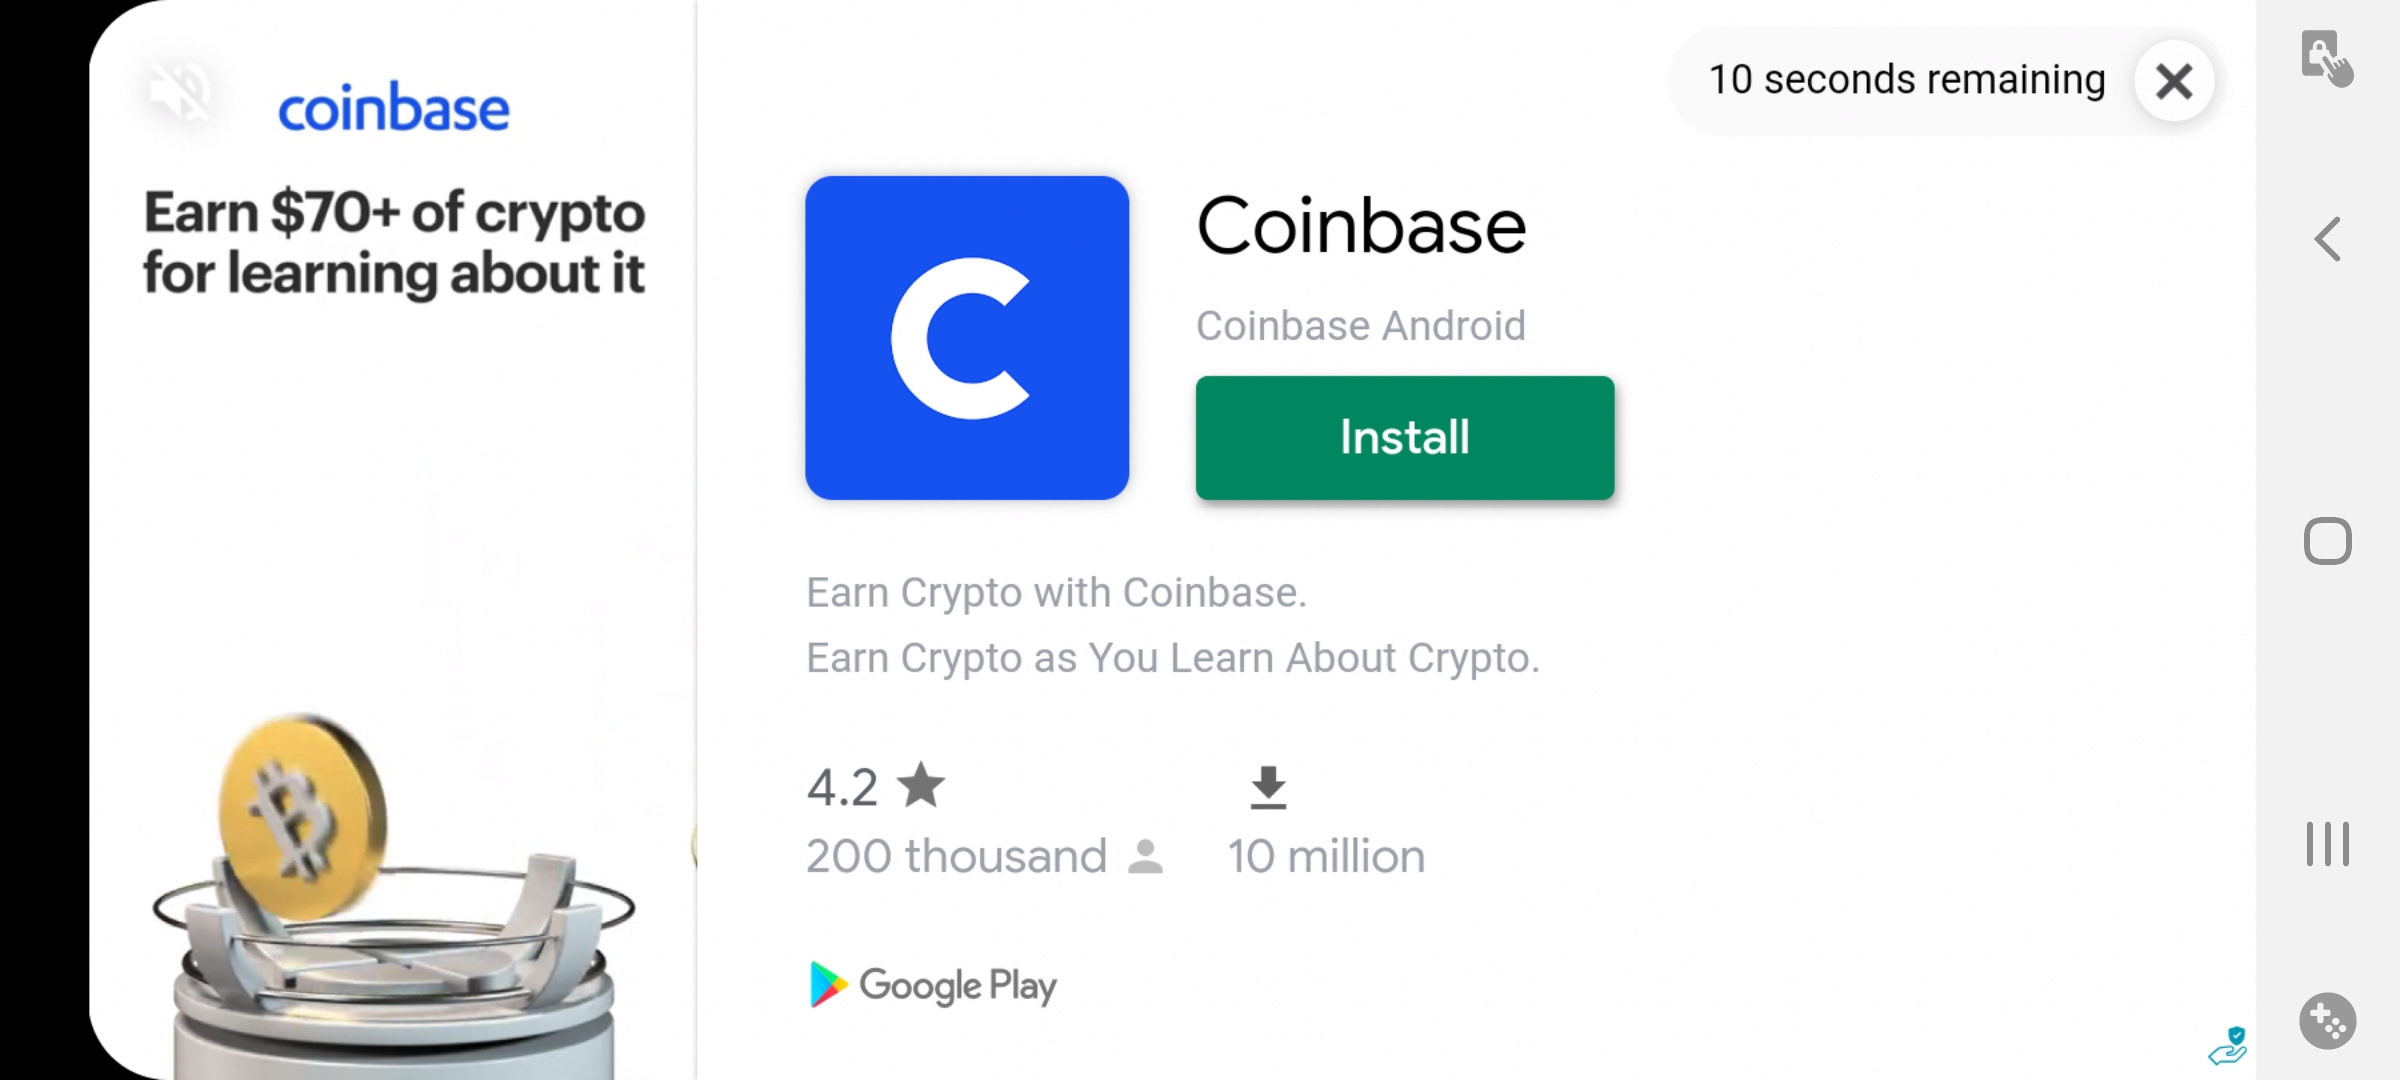 coinbase
Earn $70+ of crypto
for learning about it
10 seconds remaining
Coinbase
Coinbase Android
Install
Earn Crypto with Coinbase.
Earn Crypto as You Learn About Crypto.
4.2
200 thousand
10 million
Google Play